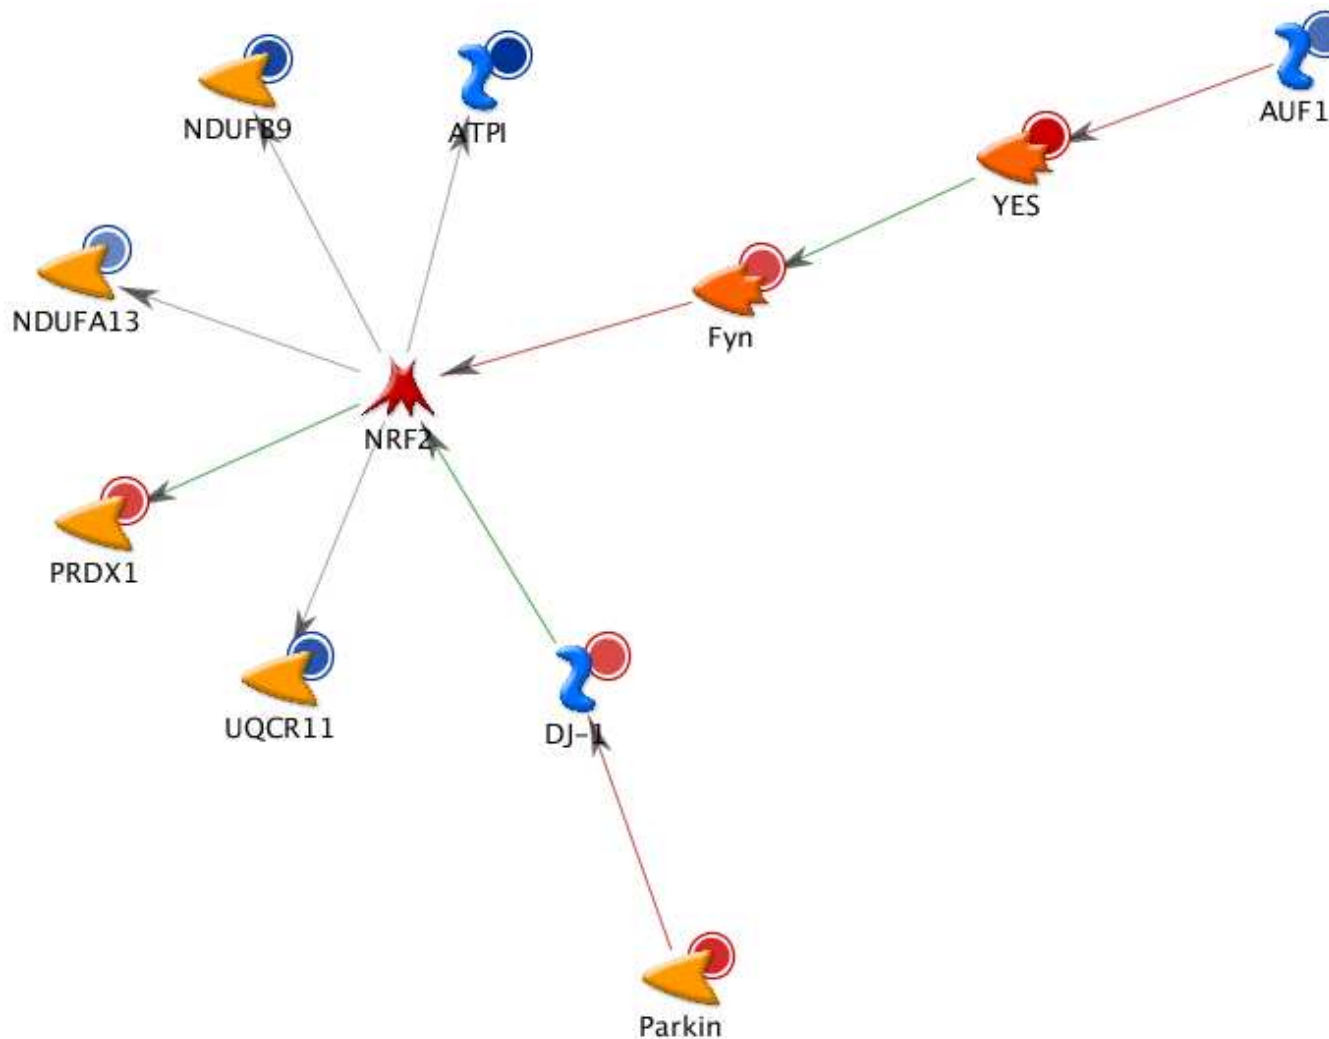 AUF1
NDUFB9
ATPI
YES
NDUFA13
Fyn
NRF2
PRDX1
UQCR11
DJ-1
Parkin